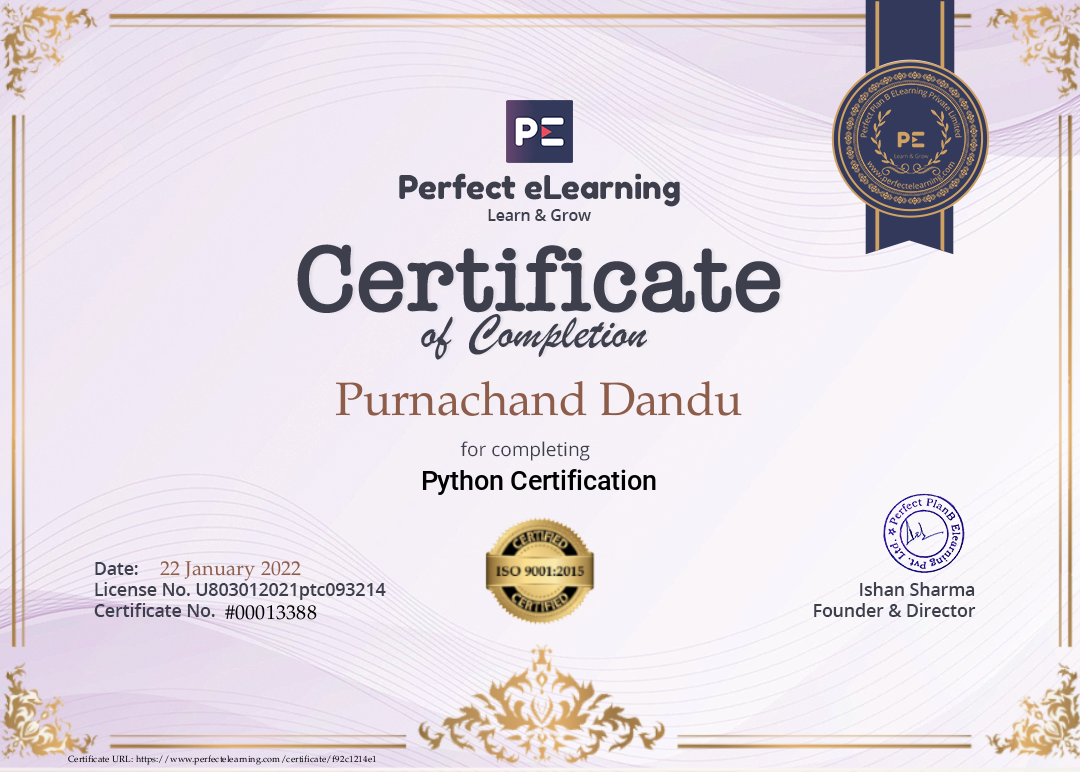 PE
Perfect eLearning
Learn & Grow
Perfect Plan B ELearning Private Limited
PE
Learn & Grow
www.perfectelearning.com
Certificate
of Completion
Purnachand Dandu
for completing
Python Certification
CERTIFIED
ISO 9001:2015
CERTIFIED
Perfect PlanB Elearning Pvt. Ltd.
Date: 22 January 2022
License No. U803012021ptc093214
Certificate No. #00013388
Ishan Sharma
Founder & Director
Certificate URL: https://www.perfectelearning.com/certificate/f92c1214e1